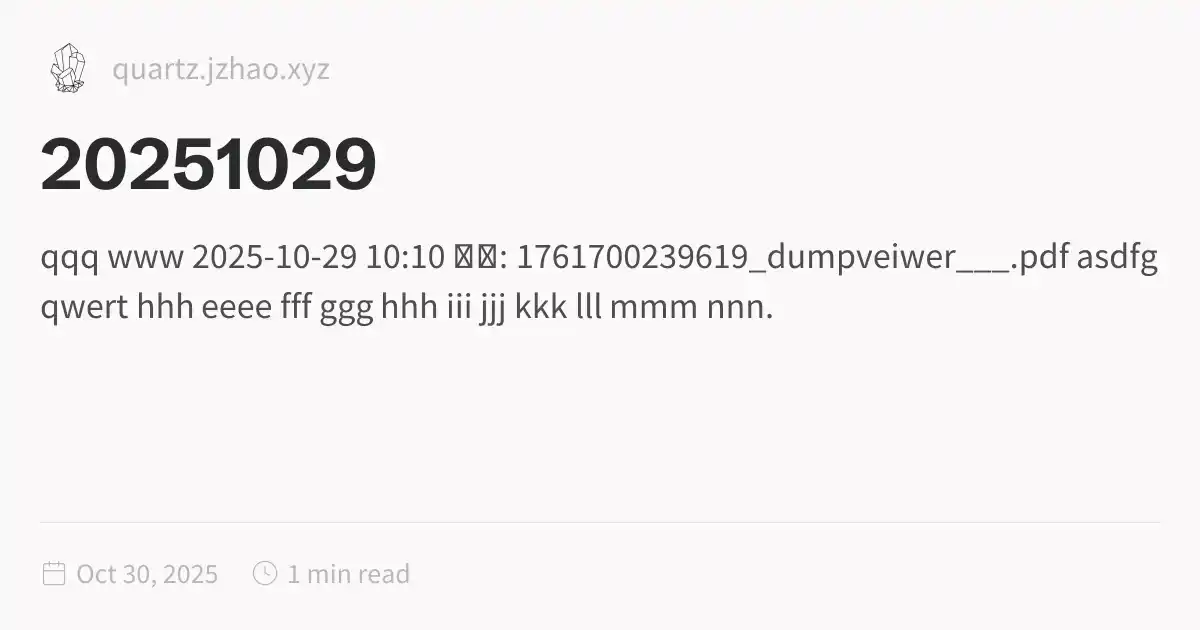 quartz.jzhao.xyz
20251029
qqq www 2025-10-29 10:10 : 1761700239619_dumpveiwer___.pdf asdfg
qwert hhh eeee fff ggg hhh iii jjj kkk lll mmm nnn.
Oct 30, 2025 1 min read